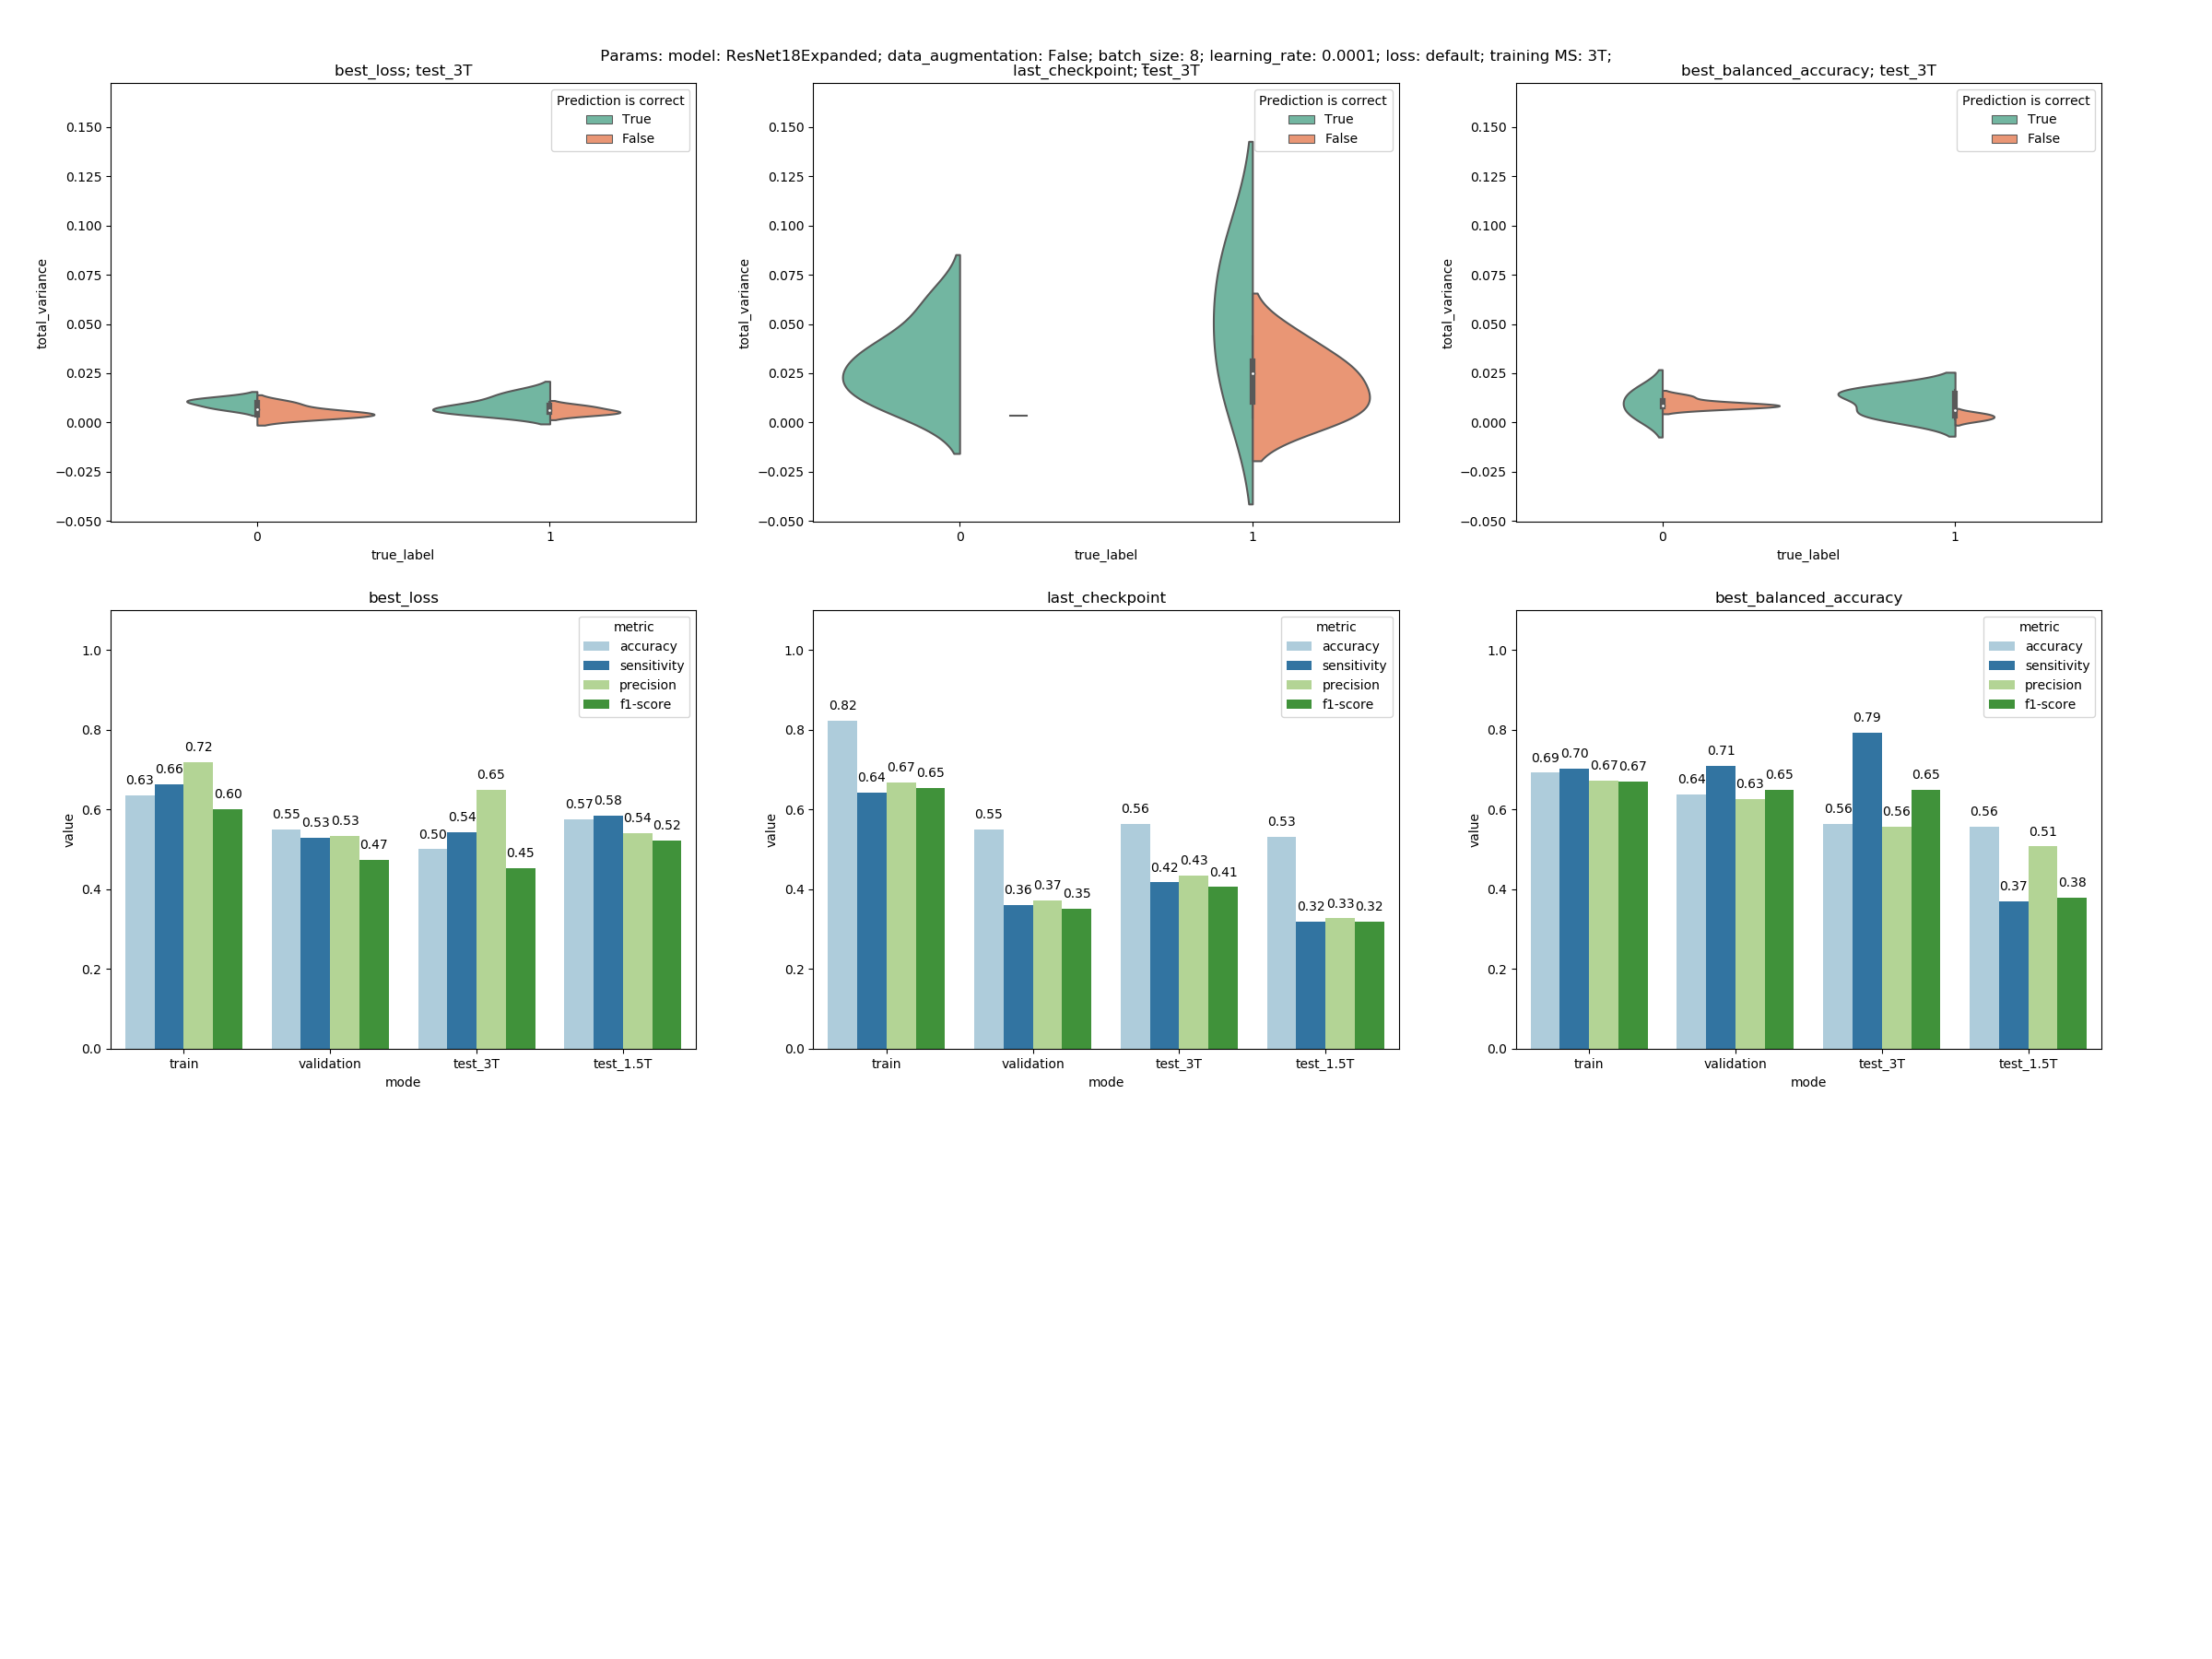 Params: model: ResNet18Expanded; data_augmentation: False; batch_size: 8; learning_rate: 0.0001; loss: default; training MS: 3T;
best_loss; test_3T
Prediction is correct
True
False
0.150
0.125
0.100
0.075
0.050
0.025
0.000
−0.025
−0.050
total_variance
0 1
true_label
last_checkpoint; test_3T
Prediction is correct
True
False
0.150
0.125
0.100
0.075
0.050
0.025
0.000
−0.025
−0.050
total_variance
0 1
true_label
best_balanced_accuracy; test_3T
Prediction is correct
True
False
0.150
0.125
0.100
0.075
0.050
0.025
0.000
−0.025
−0.050
total_variance
0 1
true_label
best_loss
metric
accuracy
sensitivity
precision
f1-score
1.0
0.8
0.6
0.4
0.2
0.0
value
0.63 0.66 0.72 0.60
0.55 0.53 0.53 0.47
0.50 0.54 0.65 0.45
0.57 0.58 0.54 0.52
train validation test_3T test_1.5T
mode
last_checkpoint
metric
accuracy
sensitivity
precision
f1-score
1.0
0.8
0.6
0.4
0.2
0.0
value
0.82 0.64 0.67 0.65
0.55 0.36 0.37 0.35
0.56 0.42 0.43 0.41
0.53 0.32 0.33 0.32
train validation test_3T test_1.5T
mode
best_balanced_accuracy
metric
accuracy
sensitivity
precision
f1-score
1.0
0.8
0.6
0.4
0.2
0.0
value
0.69 0.70 0.67 0.67
0.64 0.71 0.63 0.65
0.56 0.79 0.56 0.65
0.56 0.37 0.51 0.38
train validation test_3T test_1.5T
mode